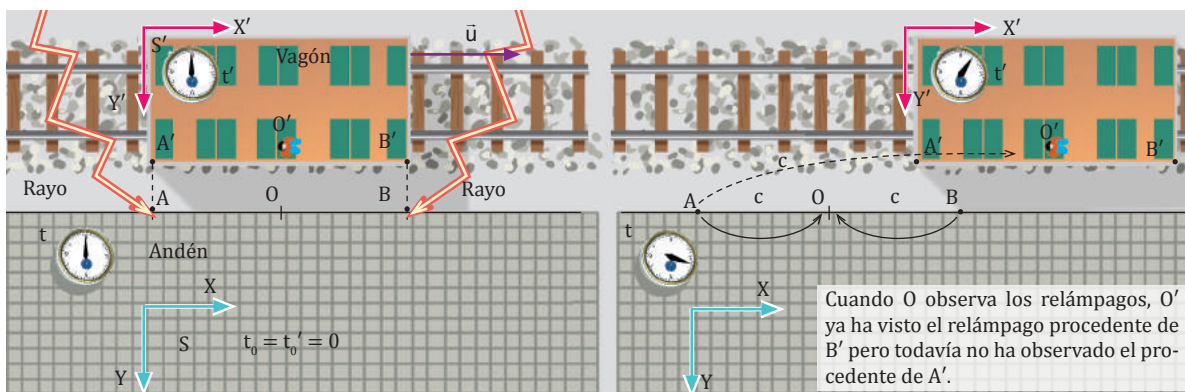 X′
S′
Vagón
u
t′
Y′
O′
A′
B′
Rayo
A
O
B
Rayo
t
Andén
X
S
t₀ = t₀′ = 0
Y
X′
t′
Y′
O′
A′
B′
c
A
c
O
c
B
t
X
Y
Cuando O observa los relámpagos, O′
ya ha visto el relámpago procedente de
B′ pero todavía no ha observado el pro-
cedente de A′.